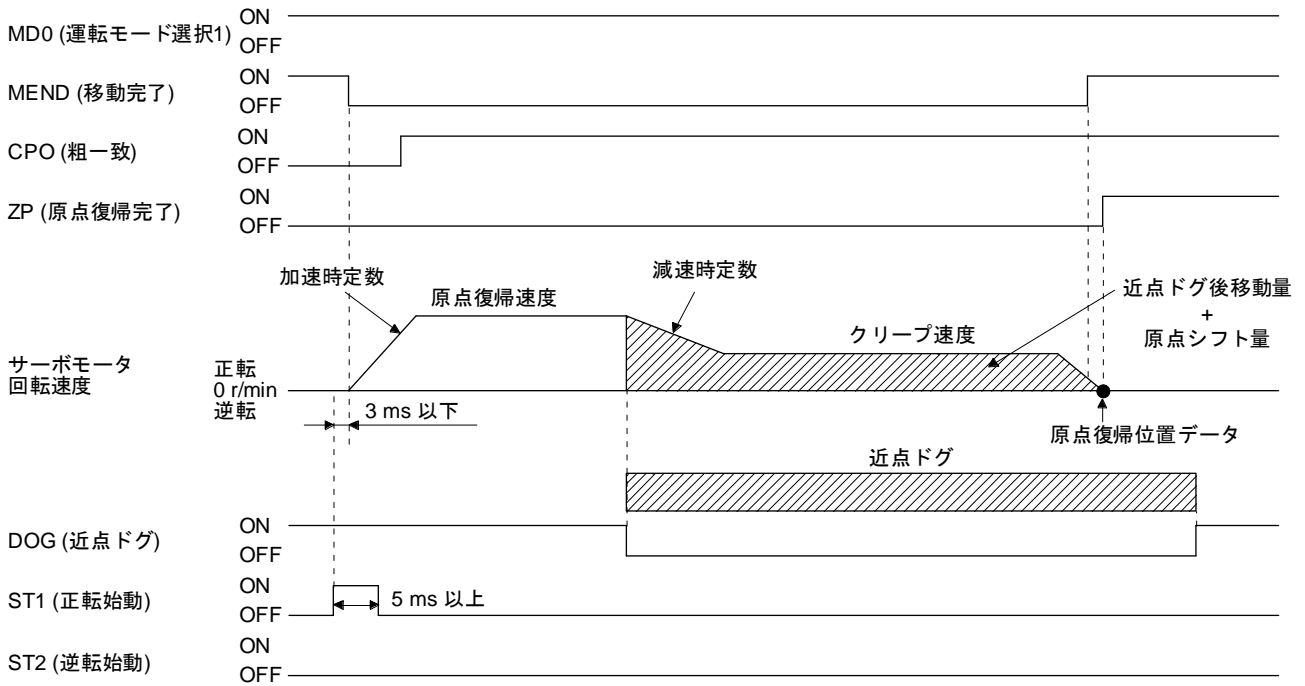 MD0 (運転モード選択1)
ON
OFF
MEND (移動完了)
ON
OFF
CPO (粗一致)
ON
OFF
ZP (原点復帰完了)
ON
OFF
加速時定数
原点復帰速度
減速時定数
クリープ速度
近点ドグ後移動量
+
原点シフト量
サーボモータ
回転速度
正転
0 r/min
逆転
3 ms 以下
原点復帰位置データ
近点ドグ
DOG (近点ドグ)
ON
OFF
ST1 (正転始動)
ON
OFF
5 ms 以上
ST2 (逆転始動)
ON
OFF